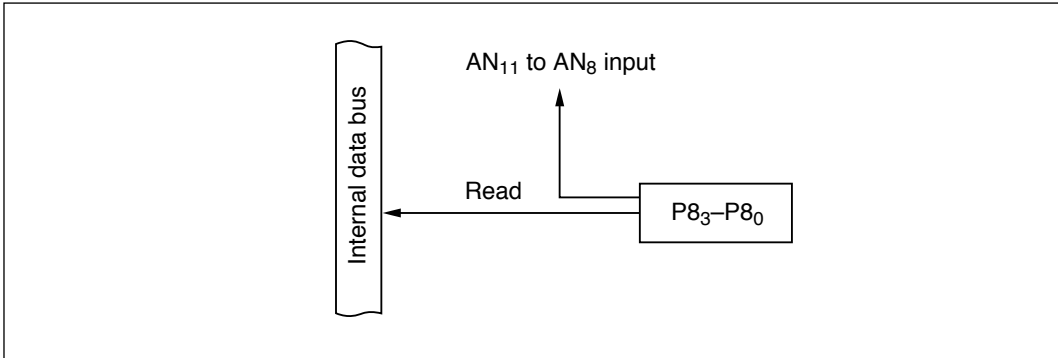 AN₁₁ to AN₈ input
Internal data bus
Read
P8₃–P8₀